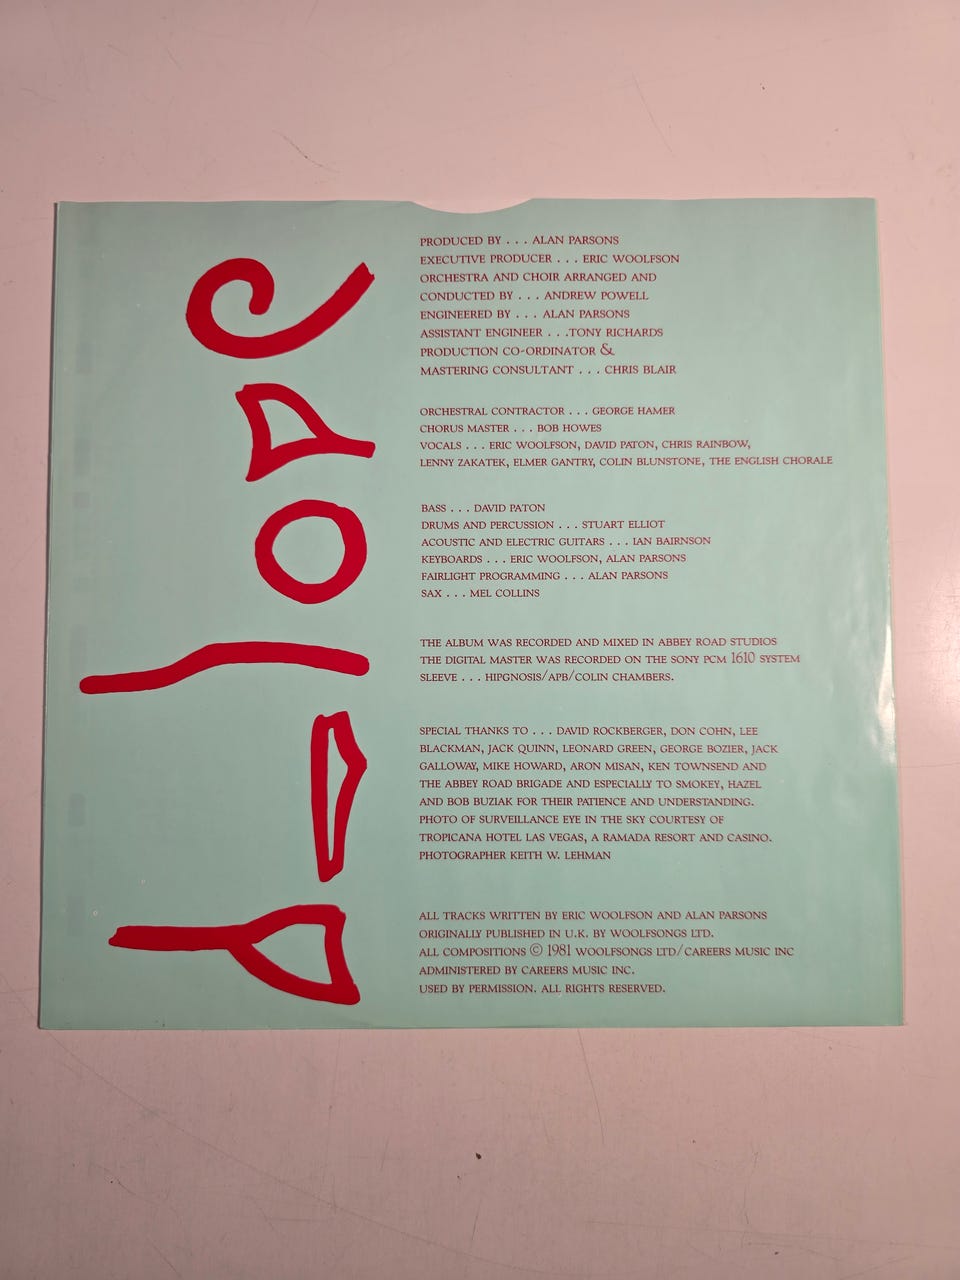 PRODUCED BY . . . ALAN PARSONS
EXECUTIVE PRODUCER . . . ERIC WOOLFSON
ORCHESTRA AND CHOIR ARRANGED AND
CONDUCTED BY . . . ANDREW POWELL
ENGINEERED BY . . . ALAN PARSONS
ASSISTANT ENGINEER . . .TONY RICHARDS
PRODUCTION CO-ORDINATOR &
MASTERING CONSULTANT . . . CHRIS BLAIR
ORCHESTRAL CONTRACTOR . . . GEORGE HAMER
CHORUS MASTER . . . BOB HOWES
VOCALS . . . ERIC WOOLFSON, DAVID PATON, CHRIS RAINBOW,
LENNY ZAKATEK, ELMER GANTRY, COLIN BLUNSTONE, THE ENGLISH CHORALE
BASS . . . DAVID PATON
DRUMS AND PERCUSSION . . . STUART ELLIOT
ACOUSTIC AND ELECTRIC GUITARS . . . IAN BAIRNSON
KEYBOARDS . . . ERIC WOOLFSON, ALAN PARSONS
FAIRLIGHT PROGRAMMING . . . ALAN PARSONS
SAX . . . MEL COLLINS
THE ALBUM WAS RECORDED AND MIXED IN ABBEY ROAD STUDIOS
THE DIGITAL MASTER WAS RECORDED ON THE SONY PCM 1610 SYSTEM
SLEEVE . . . HIPGNOSIS/APB/COLIN CHAMBERS.
SPECIAL THANKS TO . . . DAVID ROCKBERGER, DON COHN, LEE
BLACKMAN, JACK QUINN, LEONARD GREEN, GEORGE BOZIER, JACK
GALLOWAY, MIKE HOWARD, ARON MISAN, KEN TOWNSEND AND
THE ABBEY ROAD BRIGADE AND ESPECIALLY TO SMOKEY, HAZEL
AND BOB BUZIAK FOR THEIR PATIENCE AND UNDERSTANDING.
PHOTO OF SURVEILLANCE EYE IN THE SKY COURTESY OF
TROPICANA HOTEL LAS VEGAS, A RAMADA RESORT AND CASINO.
PHOTOGRAPHER KEITH W. LEHMAN
ALL TRACKS WRITTEN BY ERIC WOOLFSON AND ALAN PARSONS
ORIGINALLY PUBLISHED IN U.K. BY WOOLFSONGS LTD.
ALL COMPOSITIONS © 1981 WOOLFSONGS LTD/CAREERS MUSIC INC
ADMINISTERED BY CAREERS MUSIC INC.
USED BY PERMISSION. ALL RIGHTS RESERVED.